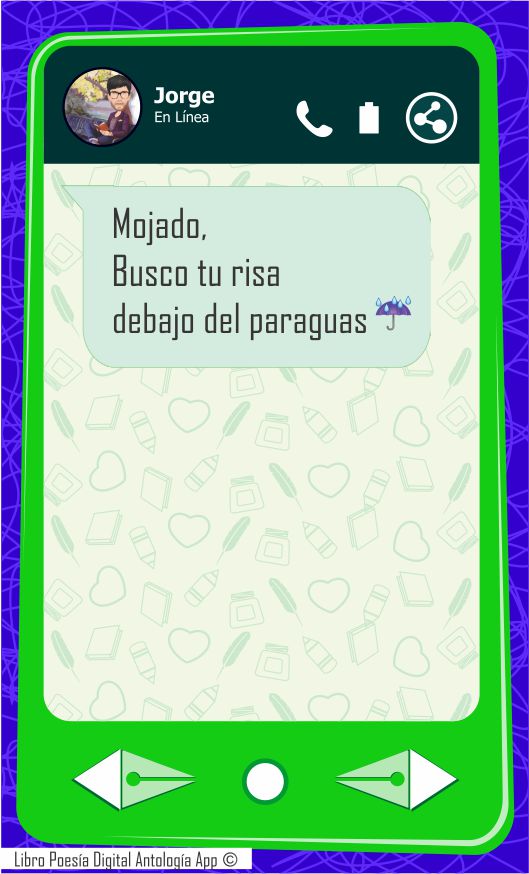 Jorge
En Línea
Mojado,
Busco tu risa
debajo del paraguas ☔
Libro Poesía Digital Antología App ©